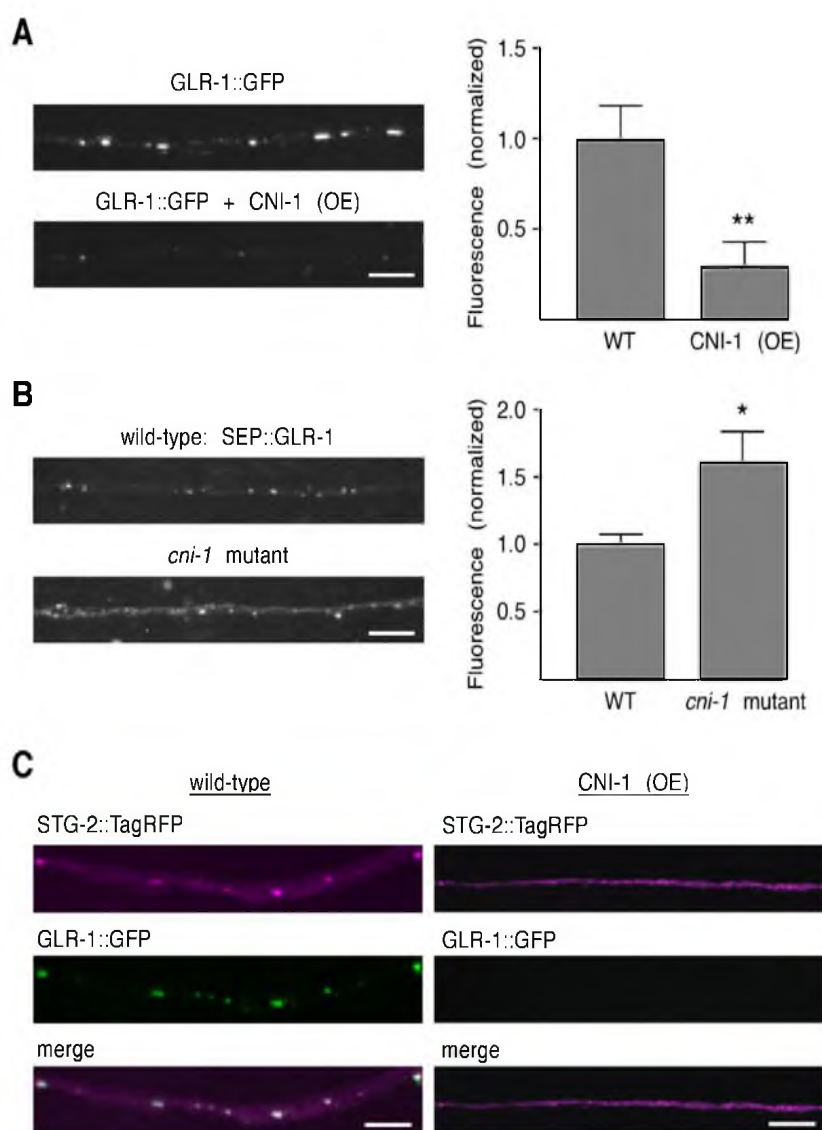 A
GLR-1::GFP
GLR-1::GFP + CNI-1 (OE)
Fluorescence (normalized)
1.5
1.0
0.5
**
WT
CNI-1 (OE)
B
wild-type: SEP::GLR-1
cni-1 mutant
Fluorescence (normalized)
2.0
1.5
1.0
0.5
*
WT
cni-1 mutant
C
wild-type
CNI-1 (OE)
STG-2::TagRFP
STG-2::TagRFP
GLR-1::GFP
GLR-1::GFP
merge
merge